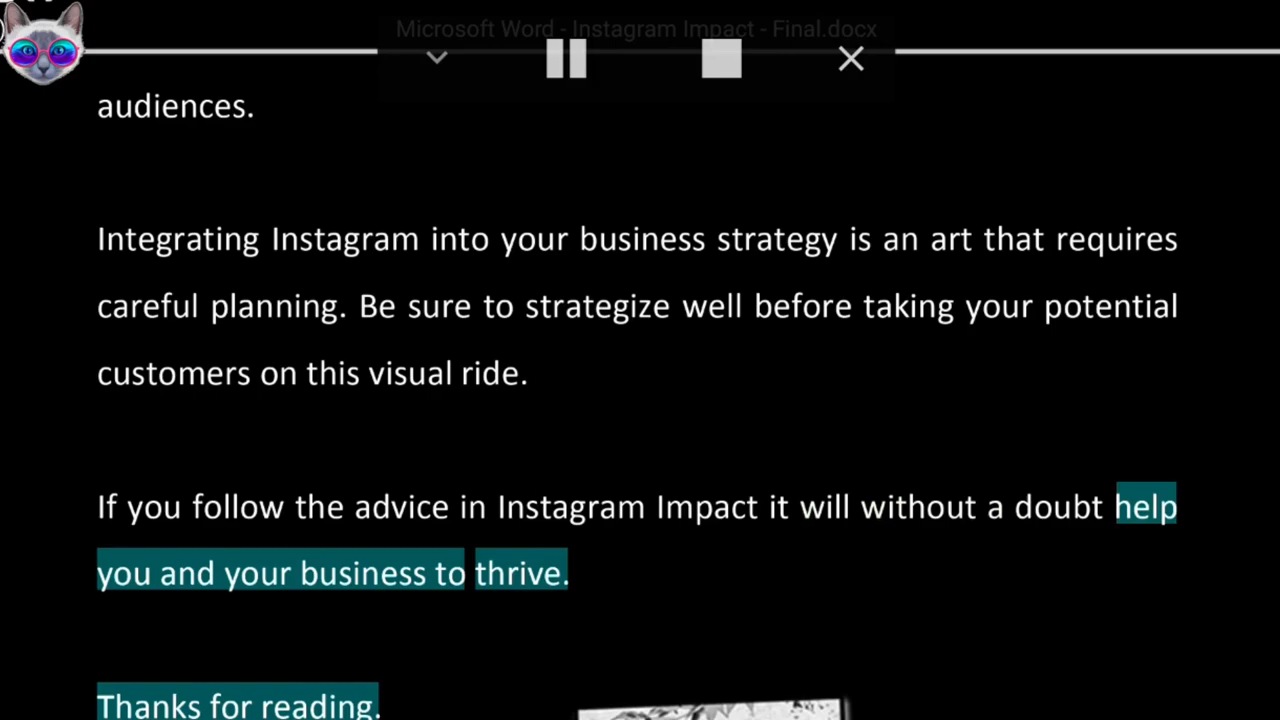 Microsoft Word - Instagram Impact - Final.docx
audiences.
Integrating Instagram into your business strategy is an art that requires
careful planning. Be sure to strategize well before taking your potential
customers on this visual ride.
If you follow the advice in Instagram Impact it will without a doubt help
you and your business to thrive.
Thanks for reading.